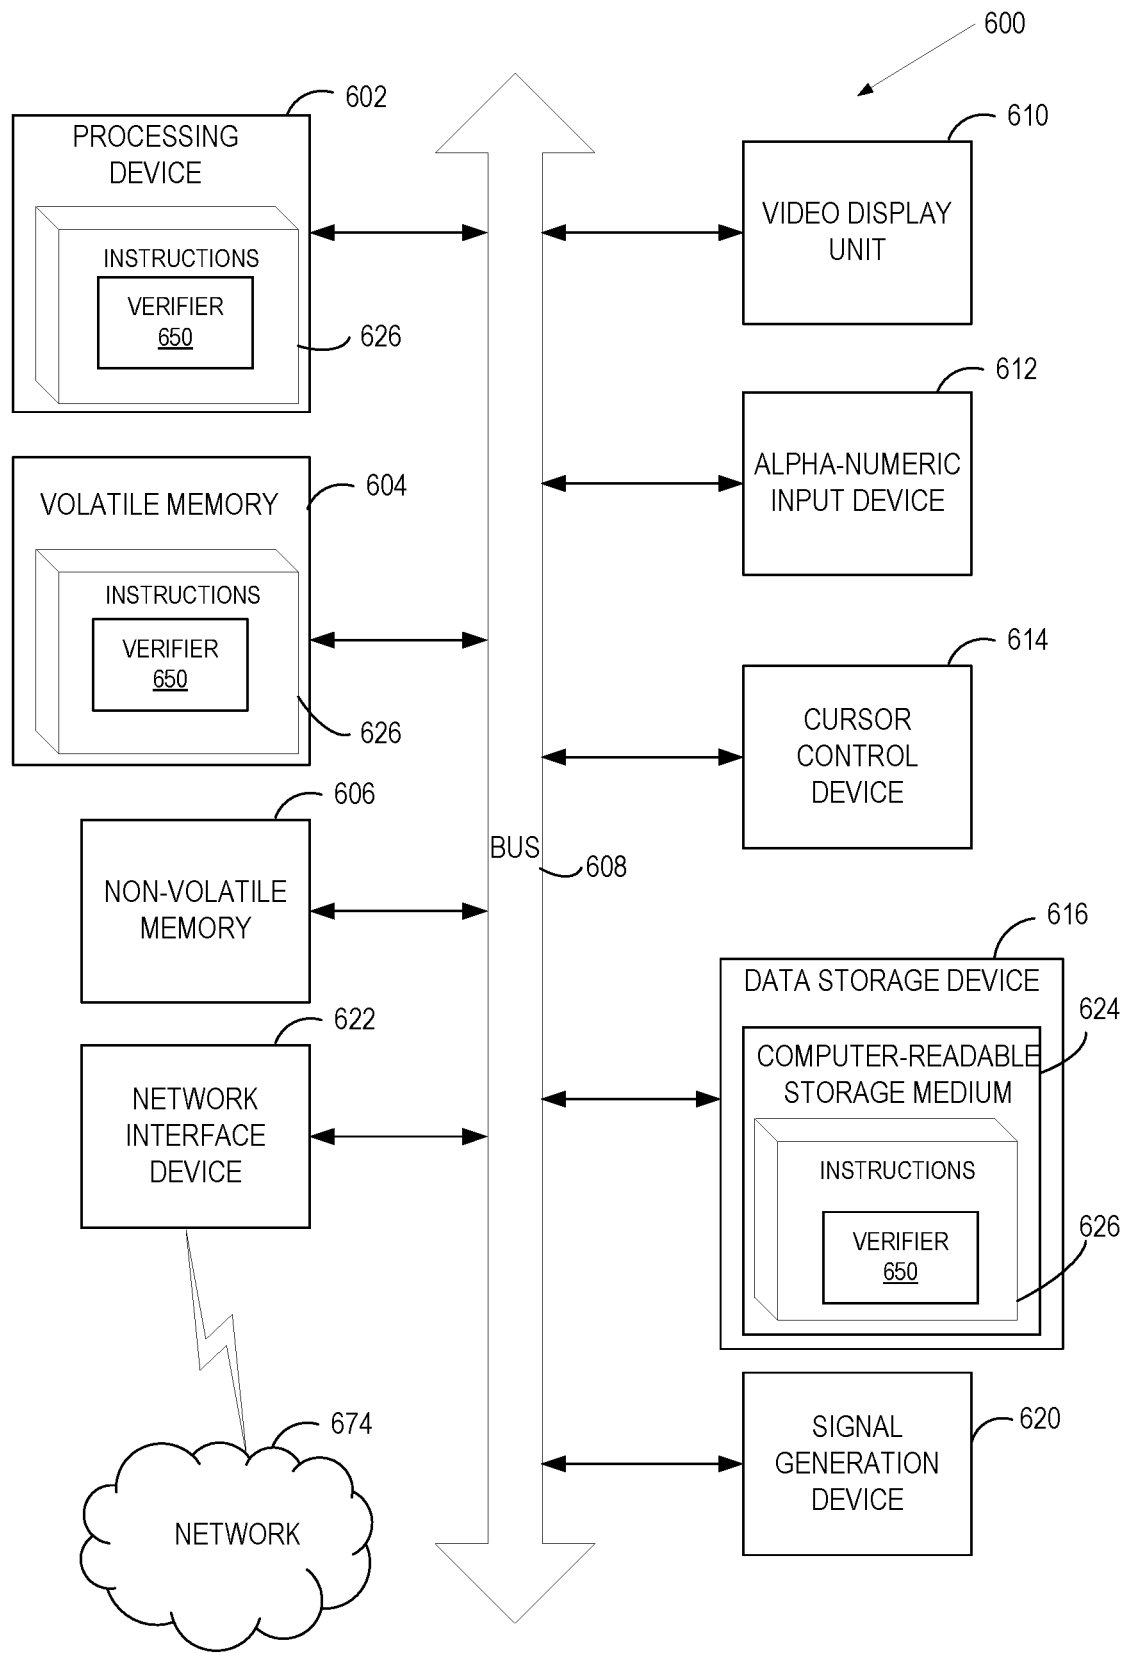 600
602
PROCESSING
DEVICE
INSTRUCTIONS
VERIFIER
650
626
604
VOLATILE MEMORY
INSTRUCTIONS
VERIFIER
650
626
606
NON-VOLATILE
MEMORY
622
NETWORK
INTERFACE
DEVICE
674
NETWORK
BUS
608
610
VIDEO DISPLAY
UNIT
612
ALPHA-NUMERIC
INPUT DEVICE
614
CURSOR
CONTROL
DEVICE
616
DATA STORAGE DEVICE
624
COMPUTER-READABLE
STORAGE MEDIUM
INSTRUCTIONS
VERIFIER
650
626
620
SIGNAL
GENERATION
DEVICE